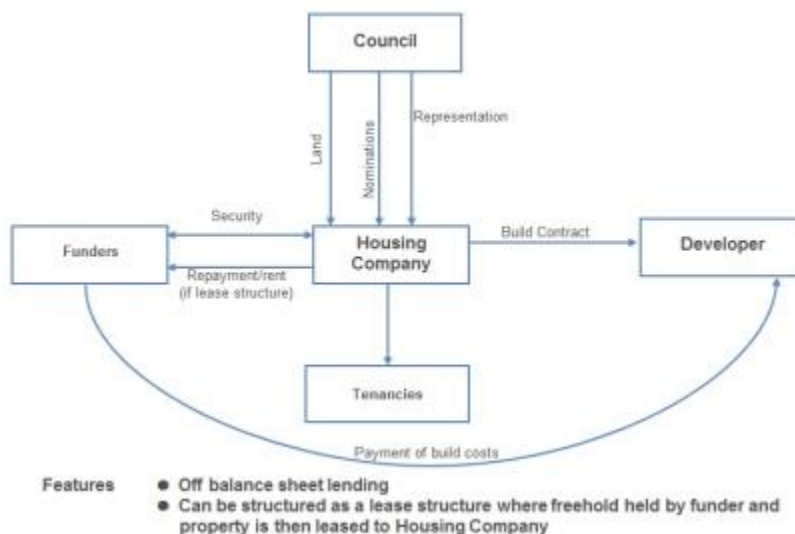 Council
Land
Nominations
Representation
Security
Build Contract
Funders
Housing
Company
Developer
Repayment/rent
(if lease structure)
Tenancies
Payment of build costs
Features
● Off balance sheet lending
● Can be structured as a lease structure where freehold held by funder and
property is then leased to Housing Company